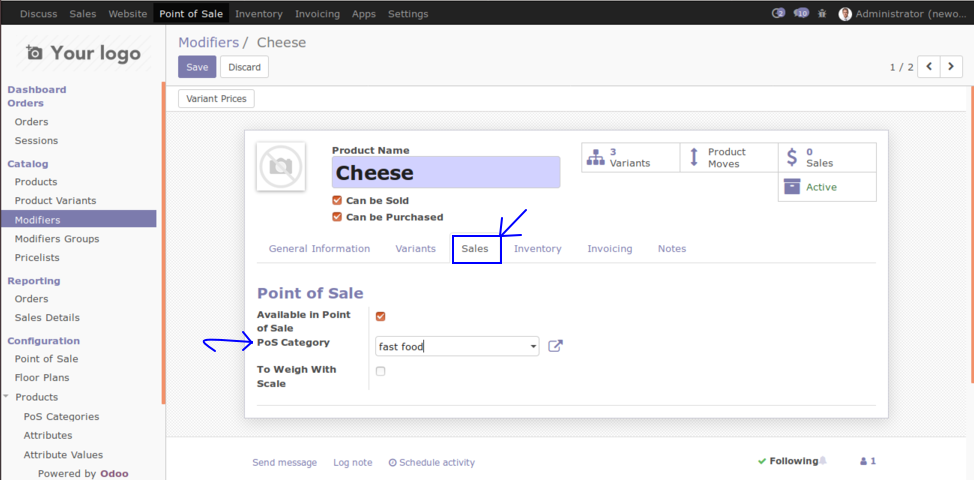 Discuss Sales Website Point of Sale Inventory Invoicing Apps Settings 2 10 Administrator (newo...
Your logo
Modifiers / Cheese
Save Discard 1 / 2
Variant Prices
Dashboard
Orders
Orders
Sessions
Catalog
Products
Product Variants
Modifiers
Modifiers Groups
Pricelists
Reporting
Orders
Sales Details
Configuration
Point of Sale
Floor Plans
Products
PoS Categories
Attributes
Attribute Values
Powered by Odoo
Product Name
Cheese
Can be Sold
Can be Purchased
3
Variants
Product
Moves
$ 0
Sales
Active
General Information Variants Sales Inventory Invoicing Notes
Point of Sale
Available in Point
of Sale
PoS Category fast food
To Weigh With
Scale
Send message Log note Schedule activity Following 1